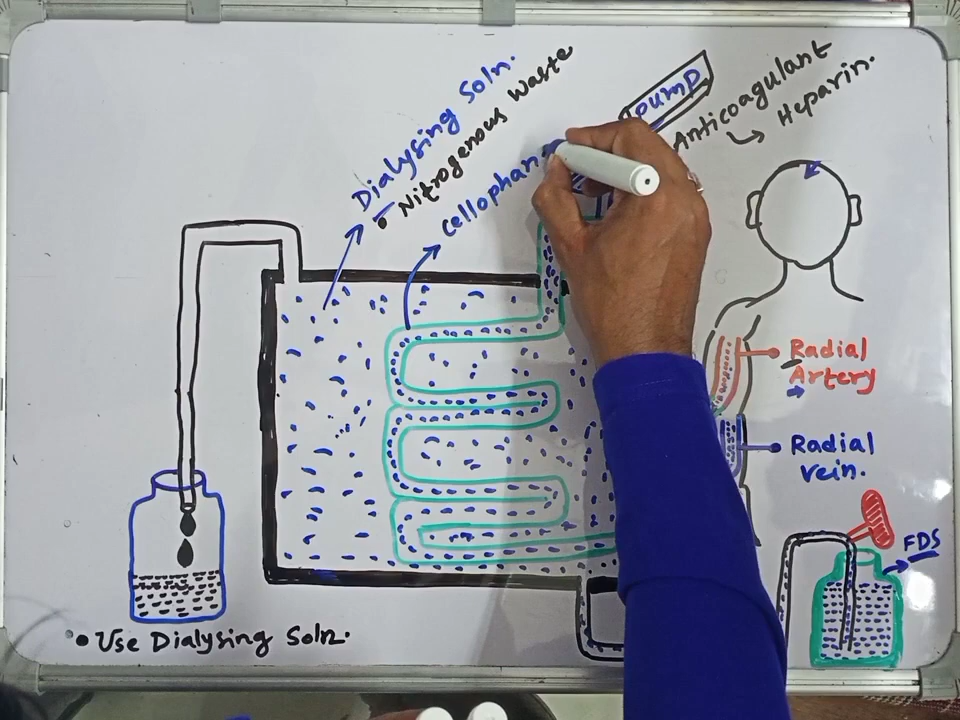 Dialysing Soln.
• Nitrogenous Waste
Cellophan
Pump
Anticoagulant
↳ Heparin.
Radial
Artery
Radial
vein.
FDS
• Use Dialysing Soln.